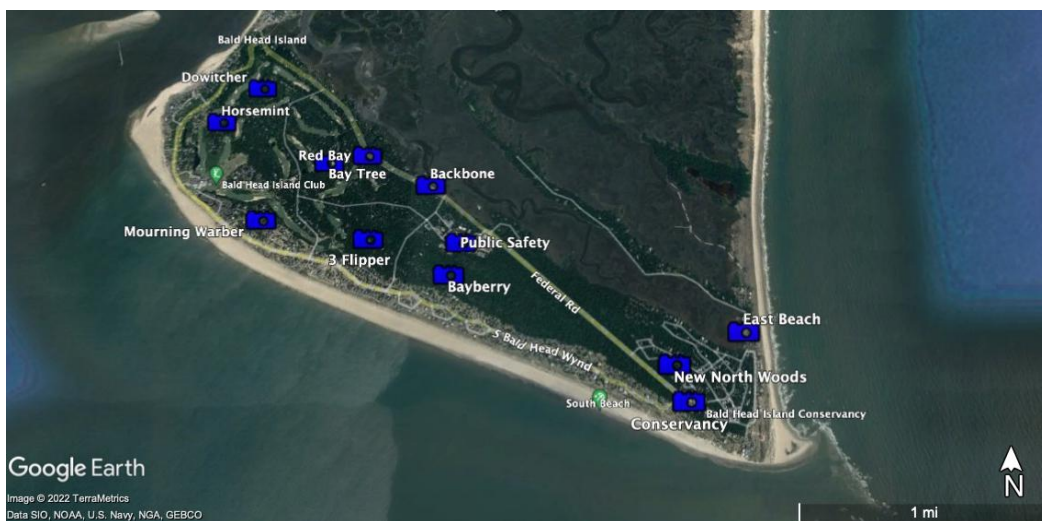 Bald Head Island
Dowitcher
Horsemint
Red Bay
Bay Tree
Bald Head Island Club
Backbone
Mourning Warber
Public Safety
3 Flipper
Bayberry
Federal Rd
East Beach
S Bald Head Wynd
New North Woods
South Beach
Bald Head Island Conservancy
Conservancy
Google Earth
N
Image © 2022 TerraMetrics
Data SIO, NOAA, U.S. Navy, NGA, GEBCO
1 mi